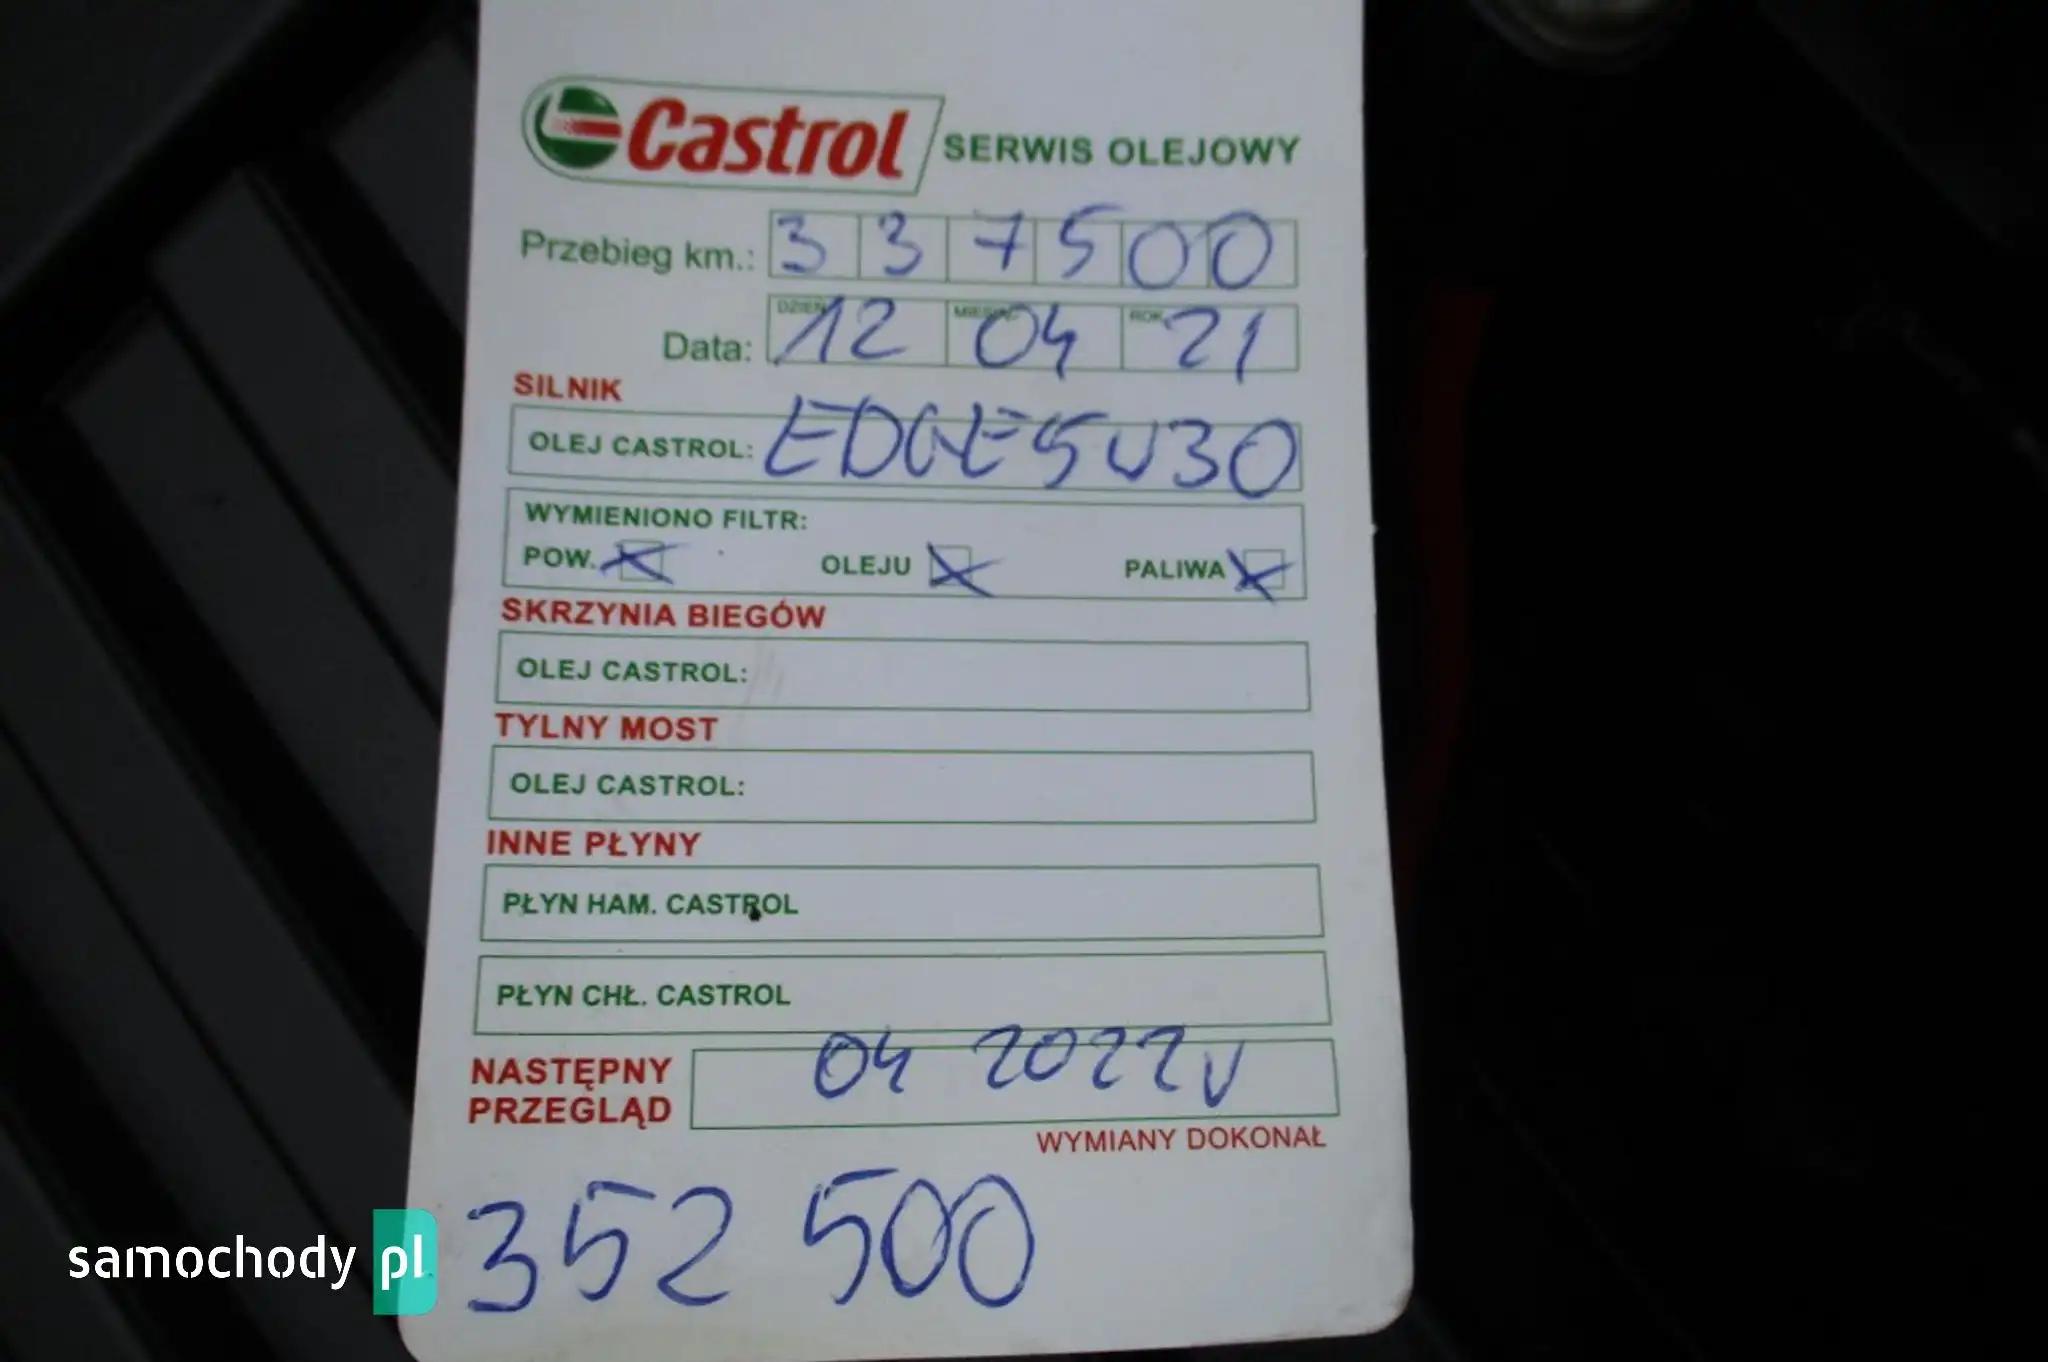 Castrol SERWIS OLEJOWY
Przebieg km.: 337500
DZIEŃ MIESIĄC ROK
Data: 12 04 21
SILNIK
OLEJ CASTROL: EDGE 5W30
WYMIENIONO FILTR:
POW. X OLEJU X PALIWA X
SKRZYNIA BIEGÓW
OLEJ CASTROL:
TYLNY MOST
OLEJ CASTROL:
INNE PŁYNY
PŁYN HAM. CASTROL
PŁYN CHŁ. CASTROL
NASTĘPNY
PRZEGLĄD
04 2022
WYMIANY DOKONAŁ
352 500
samochody pl